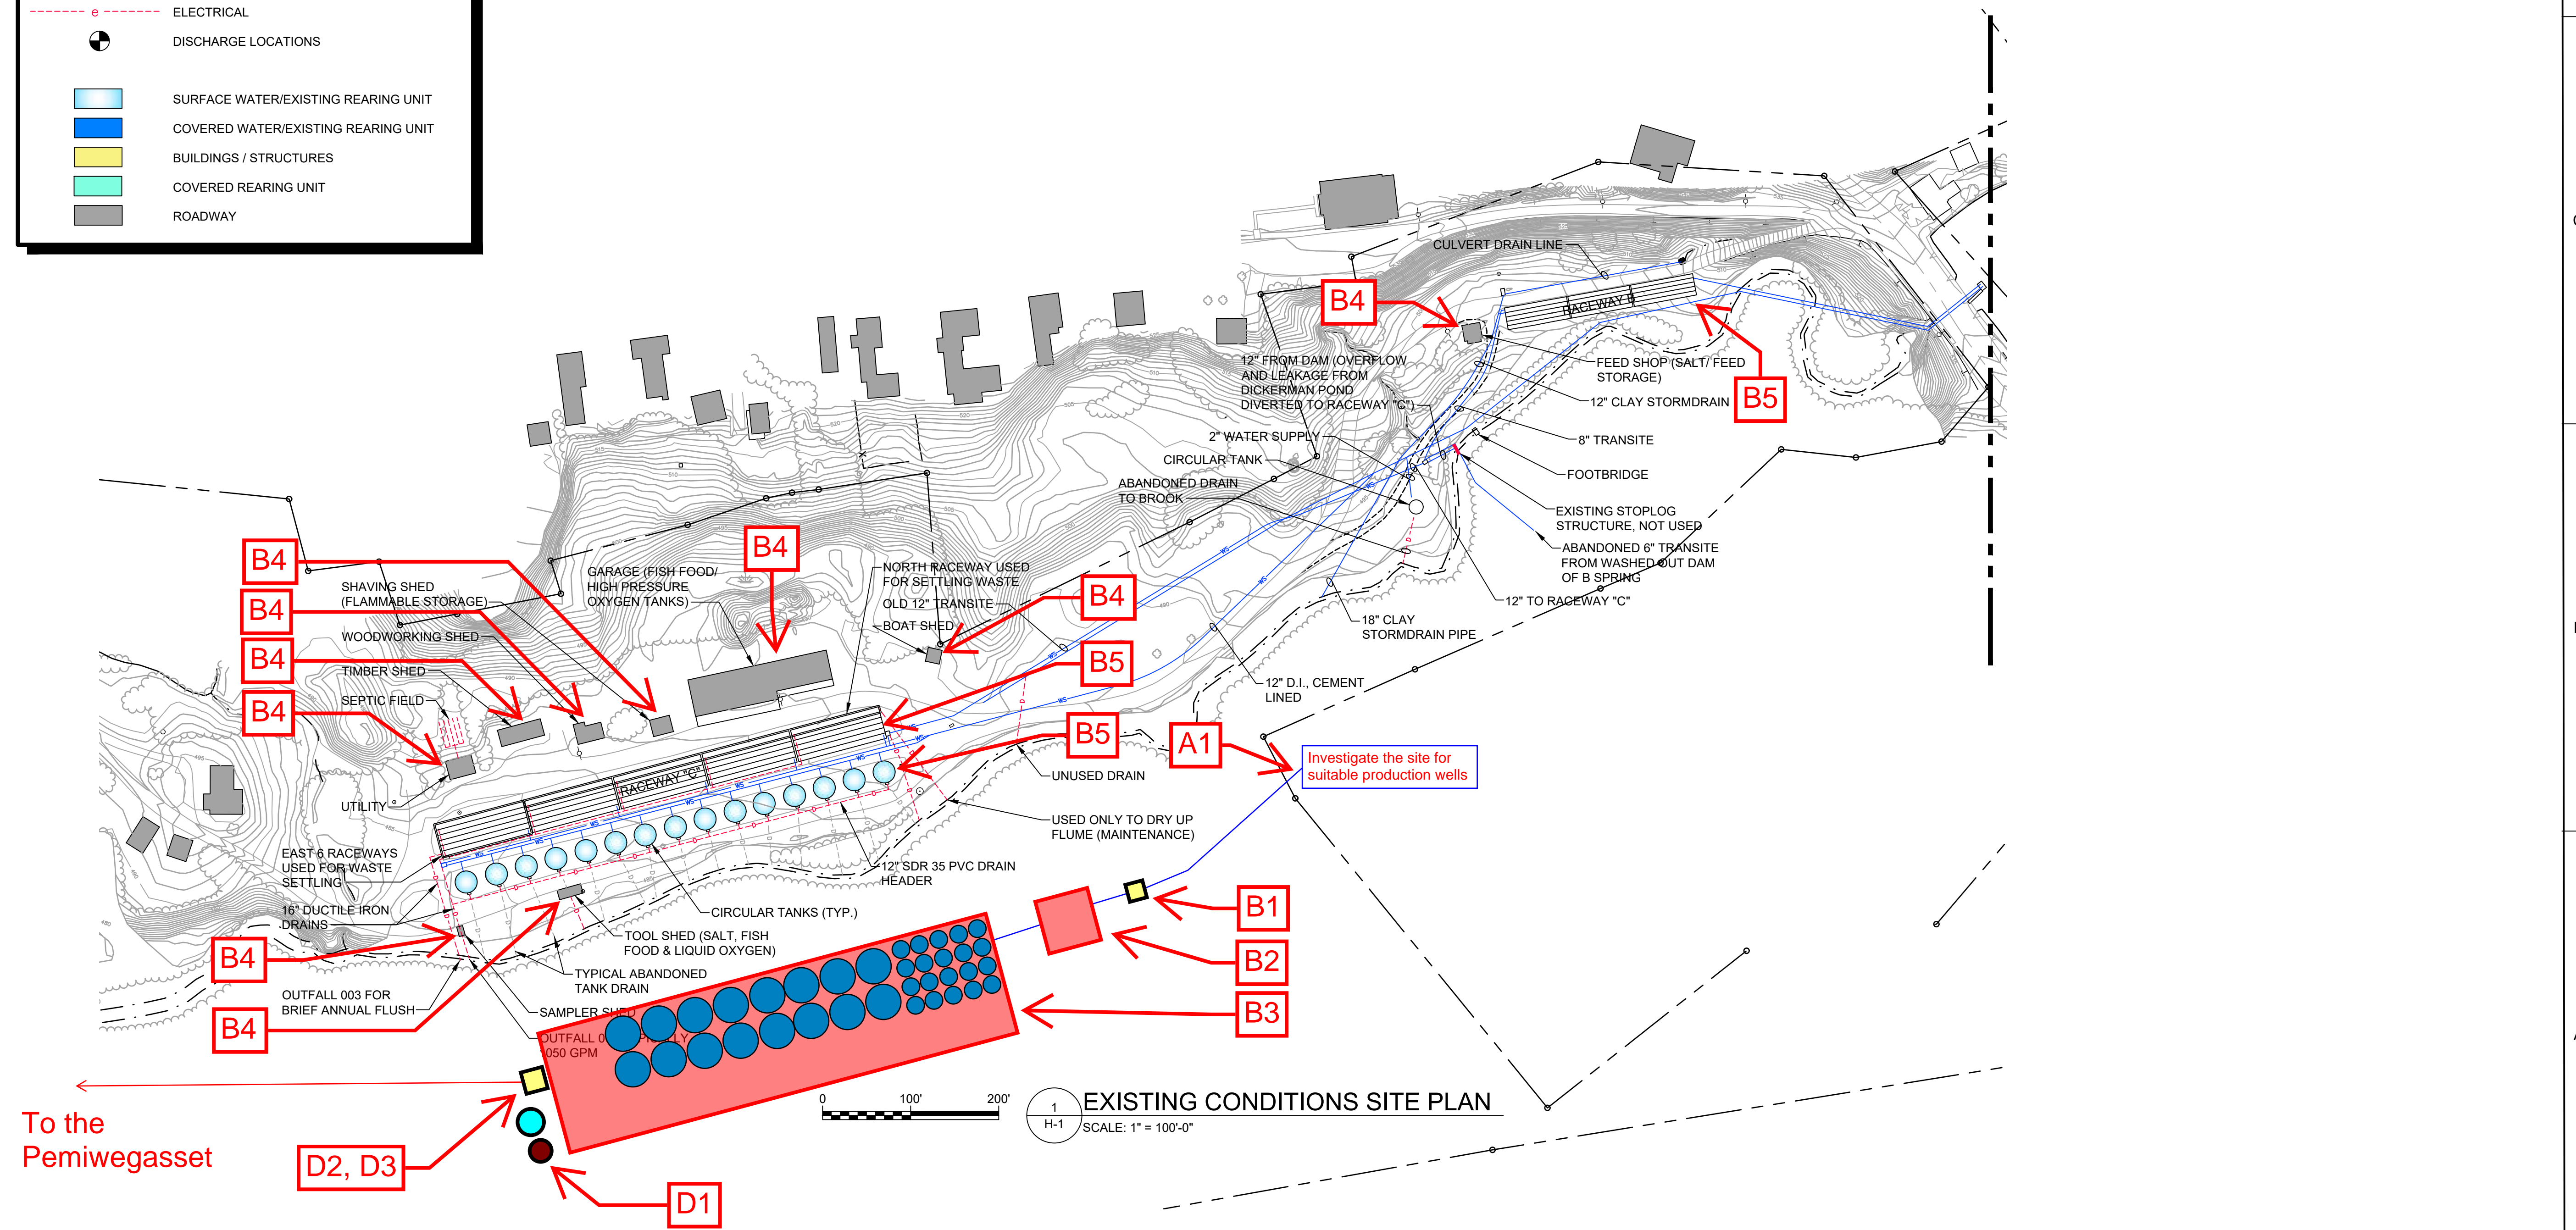 e
ELECTRICAL
DISCHARGE LOCATIONS
SURFACE WATER/EXISTING REARING UNIT
COVERED WATER/EXISTING REARING UNIT
BUILDINGS / STRUCTURES
COVERED REARING UNIT
ROADWAY
CULVERT DRAIN LINE
B4
RACEWAY
12" FROM DAM (OVERFLOW
AND LEAKAGE FROM
DICKERMAN POND
DIVERTED TO RACEWAY "C")
FEED SHOP (SALT/ FEED
STORAGE)
B5
12" CLAY STORMDRAIN
2" WATER SUPPLY
8" TRANSITE
CIRCULAR TANK
FOOTBRIDGE
ABANDONED DRAIN
TO BROOK
EXISTING STOPLOG
STRUCTURE, NOT USED
ABANDONED 6" TRANSITE
FROM WASHED OUT DAM
OF B SPRING
12" TO RACEWAY "C"
18" CLAY
STORMDRAIN PIPE
12" D.I., CEMENT
LINED
B4
B4
B4
B4
B4
SHAVING SHED
(FLAMMABLE STORAGE)
WOODWORKING SHED
TIMBER SHED
SEPTIC FIELD
UTILITY
GARAGE (FISH FOOD/
HIGH PRESSURE
OXYGEN TANKS)
NORTH RACEWAY USED
FOR SETTLING WASTE
OLD 12" TRANSITE
BOAT SHED
B4
B5
B5
A1
Investigate the site for
suitable production wells
RACEWAY "C"
UNUSED DRAIN
USED ONLY TO DRY UP
FLUME (MAINTENANCE)
EAST 6 RACEWAYS
USED FOR WASTE
SETTLING
12" SDR 35 PVC DRAIN
HEADER
16" DUCTILE IRON
DRAINS
CIRCULAR TANKS (TYP.)
TOOL SHED (SALT, FISH
FOOD & LIQUID OXYGEN)
B4
TYPICAL ABANDONED
TANK DRAIN
OUTFALL 003 FOR
BRIEF ANNUAL FLUSH
SAMPLER SHED
B4
OUTFALL
050 GPM
B1
B2
B3
To the
Pemiwegasset
D2, D3
D1
0 100' 200'
1
H-1
EXISTING CONDITIONS SITE PLAN
SCALE: 1" = 100'-0"